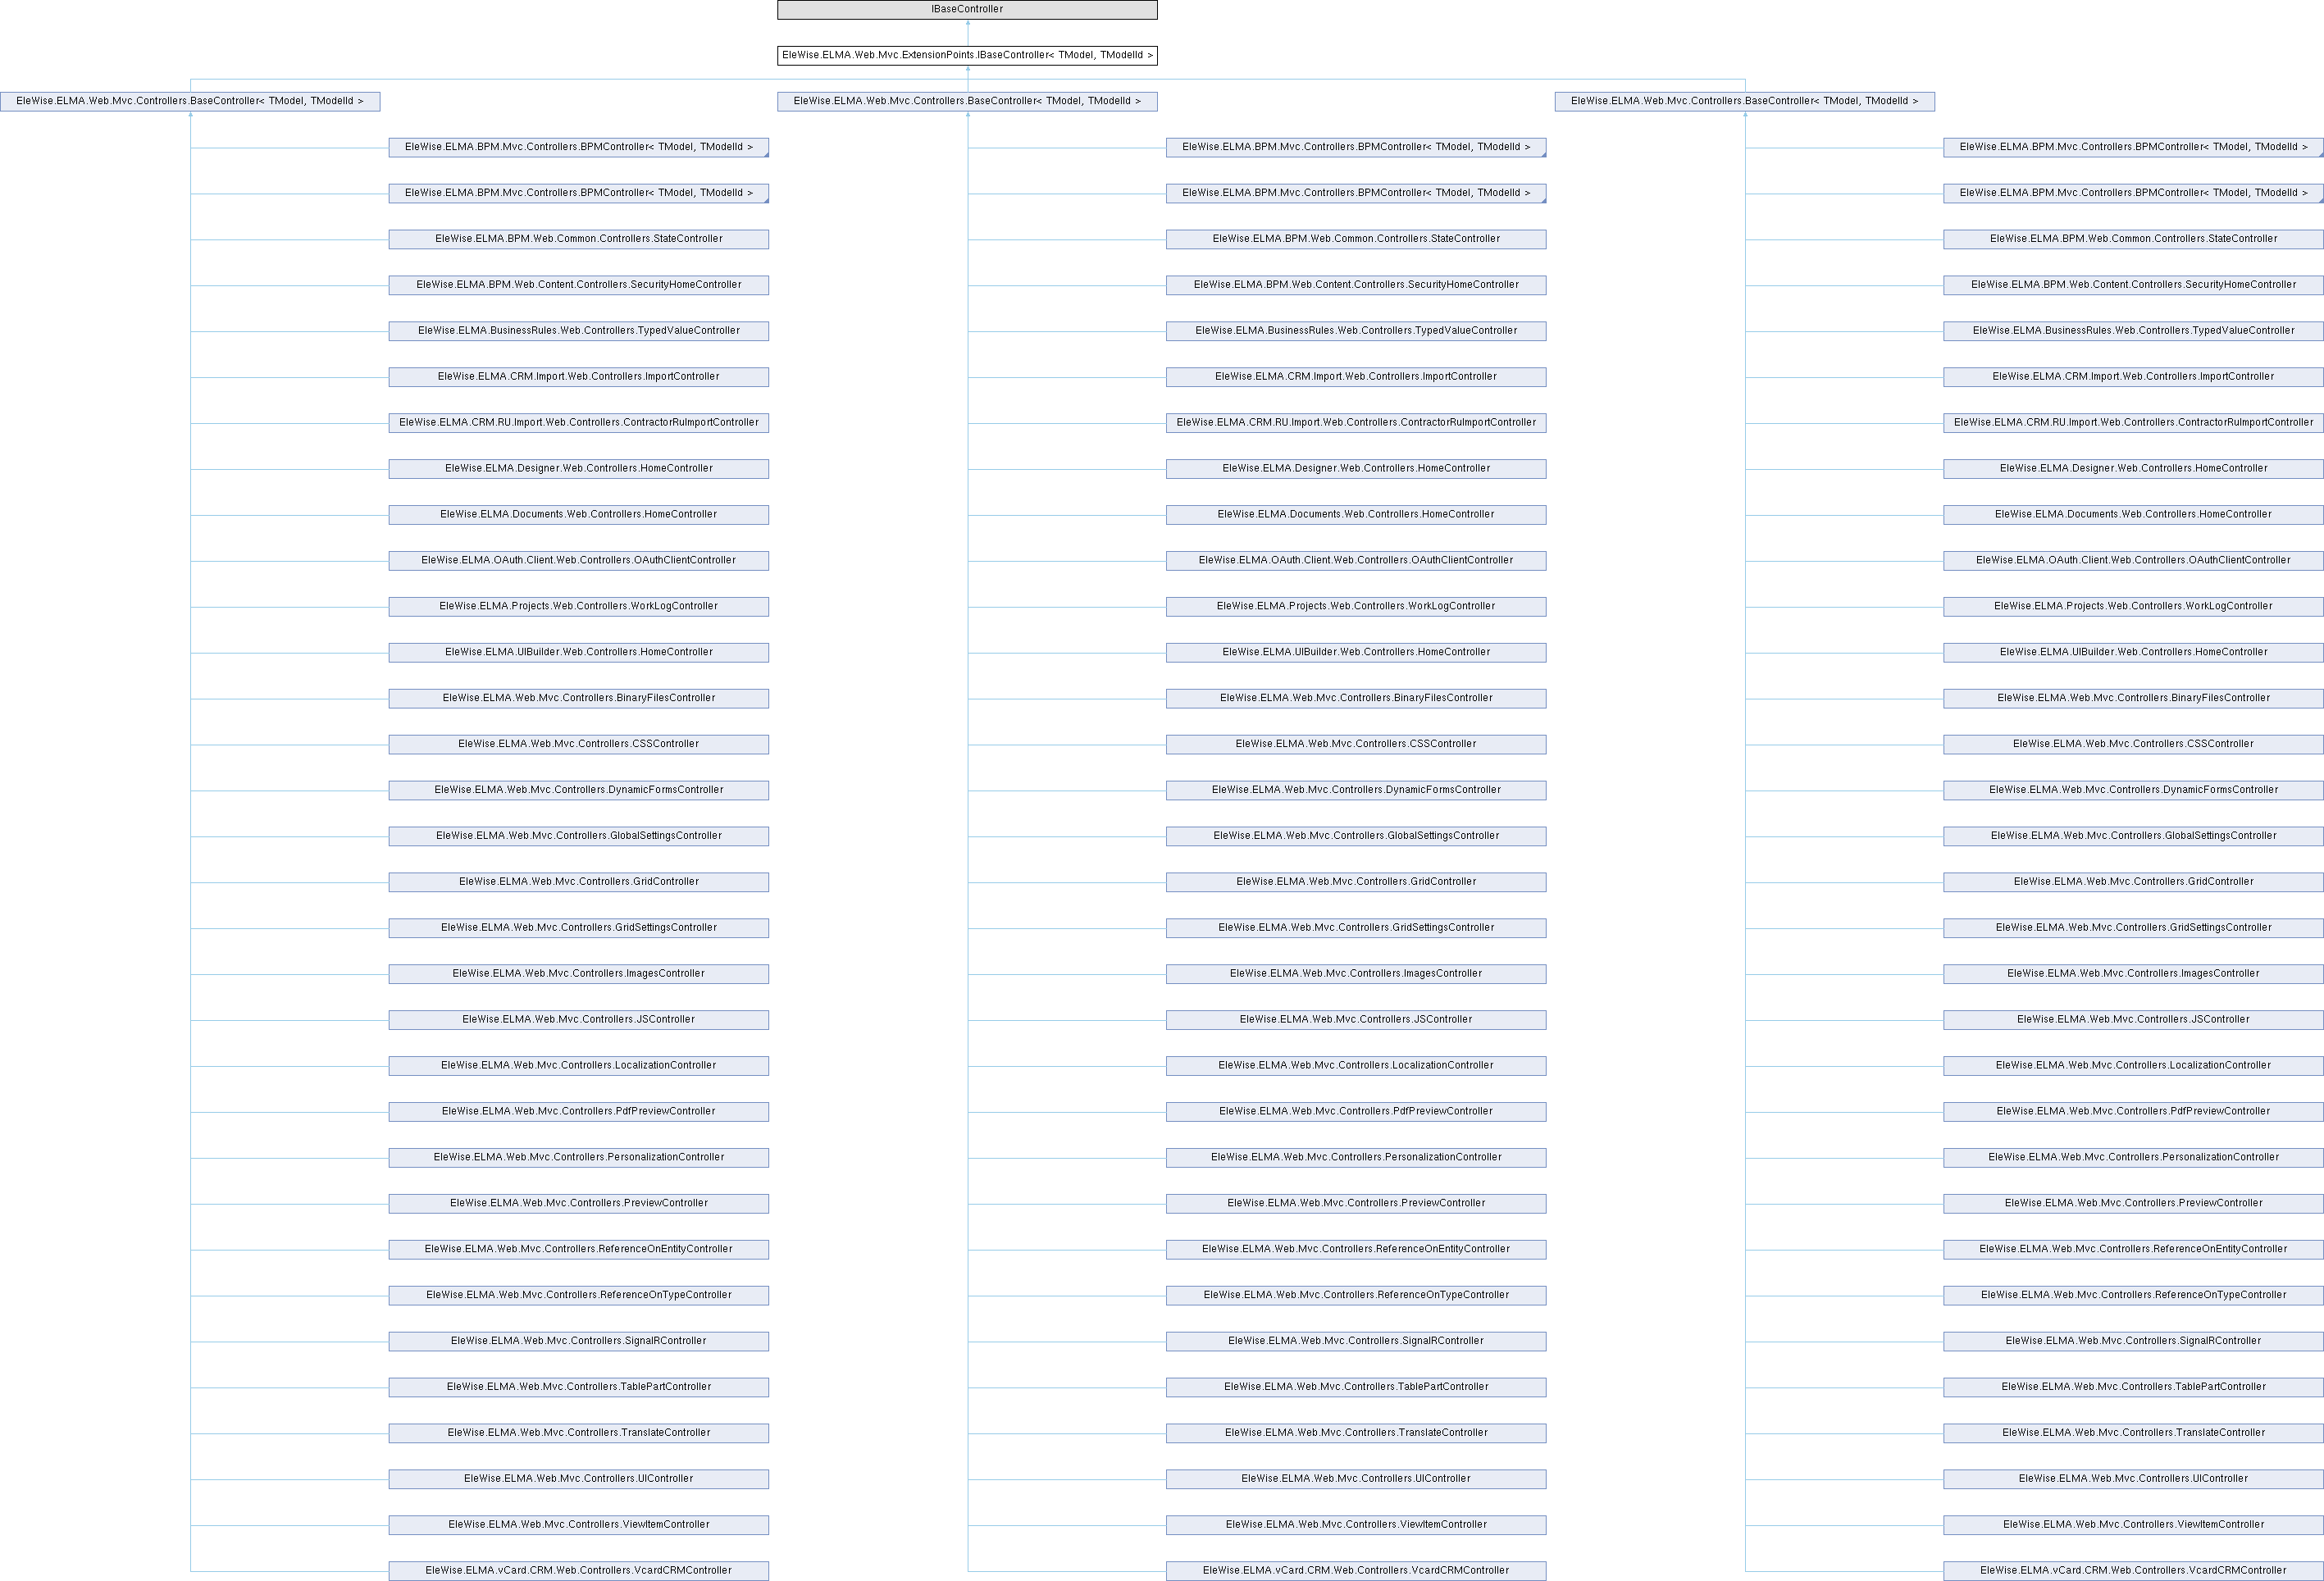 IBaseController
EleWise.ELMA.Web.Mvc.ExtensionPoints.IBaseController< TModel, TModelId >
EleWise.ELMA.Web.Mvc.Controllers.BaseController< TModel, TModelId > EleWise.ELMA.Web.Mvc.Controllers.BaseController< TModel, TModelId > EleWise.ELMA.Web.Mvc.Controllers.BaseController< TModel, TModelId >
EleWise.ELMA.BPM.Mvc.Controllers.BPMController< TModel, TModelId > EleWise.ELMA.BPM.Mvc.Controllers.BPMController< TModel, TModelId > EleWise.ELMA.BPM.Mvc.Controllers.BPMController< TModel, TModelId >
EleWise.ELMA.BPM.Mvc.Controllers.BPMController< TModel, TModelId > EleWise.ELMA.BPM.Mvc.Controllers.BPMController< TModel, TModelId > EleWise.ELMA.BPM.Mvc.Controllers.BPMController< TModel, TModelId >
EleWise.ELMA.BPM.Web.Common.Controllers.StateController EleWise.ELMA.BPM.Web.Common.Controllers.StateController EleWise.ELMA.BPM.Web.Common.Controllers.StateController
EleWise.ELMA.BPM.Web.Content.Controllers.SecurityHomeController EleWise.ELMA.BPM.Web.Content.Controllers.SecurityHomeController EleWise.ELMA.BPM.Web.Content.Controllers.SecurityHomeController
EleWise.ELMA.BusinessRules.Web.Controllers.TypedValueController EleWise.ELMA.BusinessRules.Web.Controllers.TypedValueController EleWise.ELMA.BusinessRules.Web.Controllers.TypedValueController
EleWise.ELMA.CRM.Import.Web.Controllers.ImportController EleWise.ELMA.CRM.Import.Web.Controllers.ImportController EleWise.ELMA.CRM.Import.Web.Controllers.ImportController
EleWise.ELMA.CRM.RU.Import.Web.Controllers.ContractorRuImportController EleWise.ELMA.CRM.RU.Import.Web.Controllers.ContractorRuImportController EleWise.ELMA.CRM.RU.Import.Web.Controllers.ContractorRuImportController
EleWise.ELMA.Designer.Web.Controllers.HomeController EleWise.ELMA.Designer.Web.Controllers.HomeController EleWise.ELMA.Designer.Web.Controllers.HomeController
EleWise.ELMA.Documents.Web.Controllers.HomeController EleWise.ELMA.Documents.Web.Controllers.HomeController EleWise.ELMA.Documents.Web.Controllers.HomeController
EleWise.ELMA.OAuth.Client.Web.Controllers.OAuthClientController EleWise.ELMA.OAuth.Client.Web.Controllers.OAuthClientController EleWise.ELMA.OAuth.Client.Web.Controllers.OAuthClientController
EleWise.ELMA.Projects.Web.Controllers.WorkLogController EleWise.ELMA.Projects.Web.Controllers.WorkLogController EleWise.ELMA.Projects.Web.Controllers.WorkLogController
EleWise.ELMA.UIBuilder.Web.Controllers.HomeController EleWise.ELMA.UIBuilder.Web.Controllers.HomeController EleWise.ELMA.UIBuilder.Web.Controllers.HomeController
EleWise.ELMA.Web.Mvc.Controllers.BinaryFilesController EleWise.ELMA.Web.Mvc.Controllers.BinaryFilesController EleWise.ELMA.Web.Mvc.Controllers.BinaryFilesController
EleWise.ELMA.Web.Mvc.Controllers.CSSController EleWise.ELMA.Web.Mvc.Controllers.CSSController EleWise.ELMA.Web.Mvc.Controllers.CSSController
EleWise.ELMA.Web.Mvc.Controllers.DynamicFormsController EleWise.ELMA.Web.Mvc.Controllers.DynamicFormsController EleWise.ELMA.Web.Mvc.Controllers.DynamicFormsController
EleWise.ELMA.Web.Mvc.Controllers.GlobalSettingsController EleWise.ELMA.Web.Mvc.Controllers.GlobalSettingsController EleWise.ELMA.Web.Mvc.Controllers.GlobalSettingsController
EleWise.ELMA.Web.Mvc.Controllers.GridController EleWise.ELMA.Web.Mvc.Controllers.GridController EleWise.ELMA.Web.Mvc.Controllers.GridController
EleWise.ELMA.Web.Mvc.Controllers.GridSettingsController EleWise.ELMA.Web.Mvc.Controllers.GridSettingsController EleWise.ELMA.Web.Mvc.Controllers.GridSettingsController
EleWise.ELMA.Web.Mvc.Controllers.ImagesController EleWise.ELMA.Web.Mvc.Controllers.ImagesController EleWise.ELMA.Web.Mvc.Controllers.ImagesController
EleWise.ELMA.Web.Mvc.Controllers.JSController EleWise.ELMA.Web.Mvc.Controllers.JSController EleWise.ELMA.Web.Mvc.Controllers.JSController
EleWise.ELMA.Web.Mvc.Controllers.LocalizationController EleWise.ELMA.Web.Mvc.Controllers.LocalizationController EleWise.ELMA.Web.Mvc.Controllers.LocalizationController
EleWise.ELMA.Web.Mvc.Controllers.PdfPreviewController EleWise.ELMA.Web.Mvc.Controllers.PdfPreviewController EleWise.ELMA.Web.Mvc.Controllers.PdfPreviewController
EleWise.ELMA.Web.Mvc.Controllers.PersonalizationController EleWise.ELMA.Web.Mvc.Controllers.PersonalizationController EleWise.ELMA.Web.Mvc.Controllers.PersonalizationController
EleWise.ELMA.Web.Mvc.Controllers.PreviewController EleWise.ELMA.Web.Mvc.Controllers.PreviewController EleWise.ELMA.Web.Mvc.Controllers.PreviewController
EleWise.ELMA.Web.Mvc.Controllers.ReferenceOnEntityController EleWise.ELMA.Web.Mvc.Controllers.ReferenceOnEntityController EleWise.ELMA.Web.Mvc.Controllers.ReferenceOnEntityController
EleWise.ELMA.Web.Mvc.Controllers.ReferenceOnTypeController EleWise.ELMA.Web.Mvc.Controllers.ReferenceOnTypeController EleWise.ELMA.Web.Mvc.Controllers.ReferenceOnTypeController
EleWise.ELMA.Web.Mvc.Controllers.SignalRController EleWise.ELMA.Web.Mvc.Controllers.SignalRController EleWise.ELMA.Web.Mvc.Controllers.SignalRController
EleWise.ELMA.Web.Mvc.Controllers.TablePartController EleWise.ELMA.Web.Mvc.Controllers.TablePartController EleWise.ELMA.Web.Mvc.Controllers.TablePartController
EleWise.ELMA.Web.Mvc.Controllers.TranslateController EleWise.ELMA.Web.Mvc.Controllers.TranslateController EleWise.ELMA.Web.Mvc.Controllers.TranslateController
EleWise.ELMA.Web.Mvc.Controllers.UIController EleWise.ELMA.Web.Mvc.Controllers.UIController EleWise.ELMA.Web.Mvc.Controllers.UIController
EleWise.ELMA.Web.Mvc.Controllers.ViewItemController EleWise.ELMA.Web.Mvc.Controllers.ViewItemController EleWise.ELMA.Web.Mvc.Controllers.ViewItemController
EleWise.ELMA.vCard.CRM.Web.Controllers.VcardCRMController EleWise.ELMA.vCard.CRM.Web.Controllers.VcardCRMController EleWise.ELMA.vCard.CRM.Web.Controllers.VcardCRMController